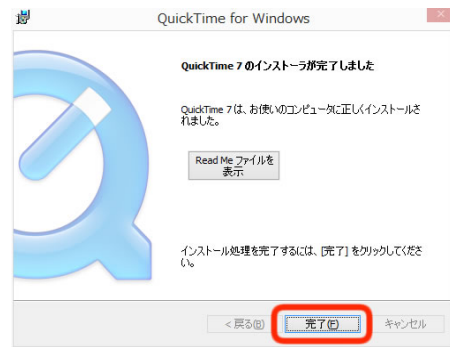 QuickTime for Windows
QuickTime 7 のインストーラが完了しました
QuickTime 7 は、お使いのコンピュータに正しくインストールさ
れました。
Read Me ファイルを
表示
インストール処理を完了するには、[完了] をクリックしてくださ
い。
< 戻る(B)
完了(F)
キャンセル